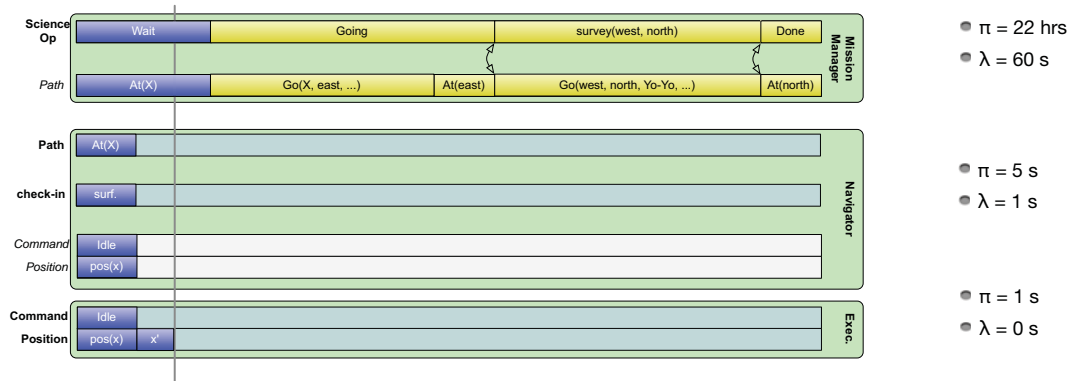 Science Op
Wait
Going
survey(west, north)
Done
Path
At(X)
Go(X, east, ...)
At(east)
Go(west, north, Yo-Yo, ...)
At(north)
Mission Manager
π = 22 hrs
λ = 60 s
Path
At(X)
check-in
surf.
Command
Idle
Position
pos(x)
Navigator
π = 5 s
λ = 1 s
Command
Idle
Position
pos(x)
x'
Exec.
π = 1 s
λ = 0 s